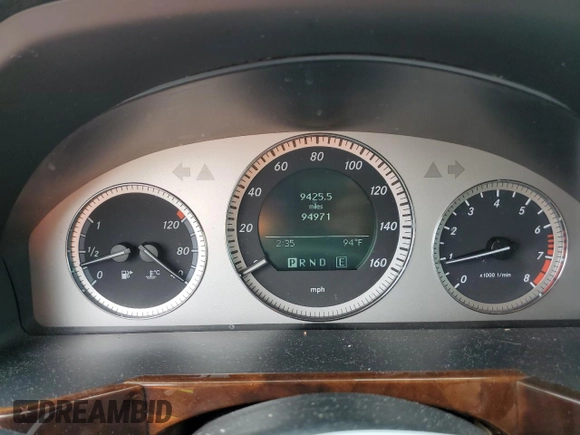 1 120
1/2 80
0 °C
0 20 40 60 80 100 120 140 160
9425.5
miles
94971
2:35 94°F
P R N D E
mph
0 1 2 3 4 5 6 7 8
x1000 1/min
DREAMBID